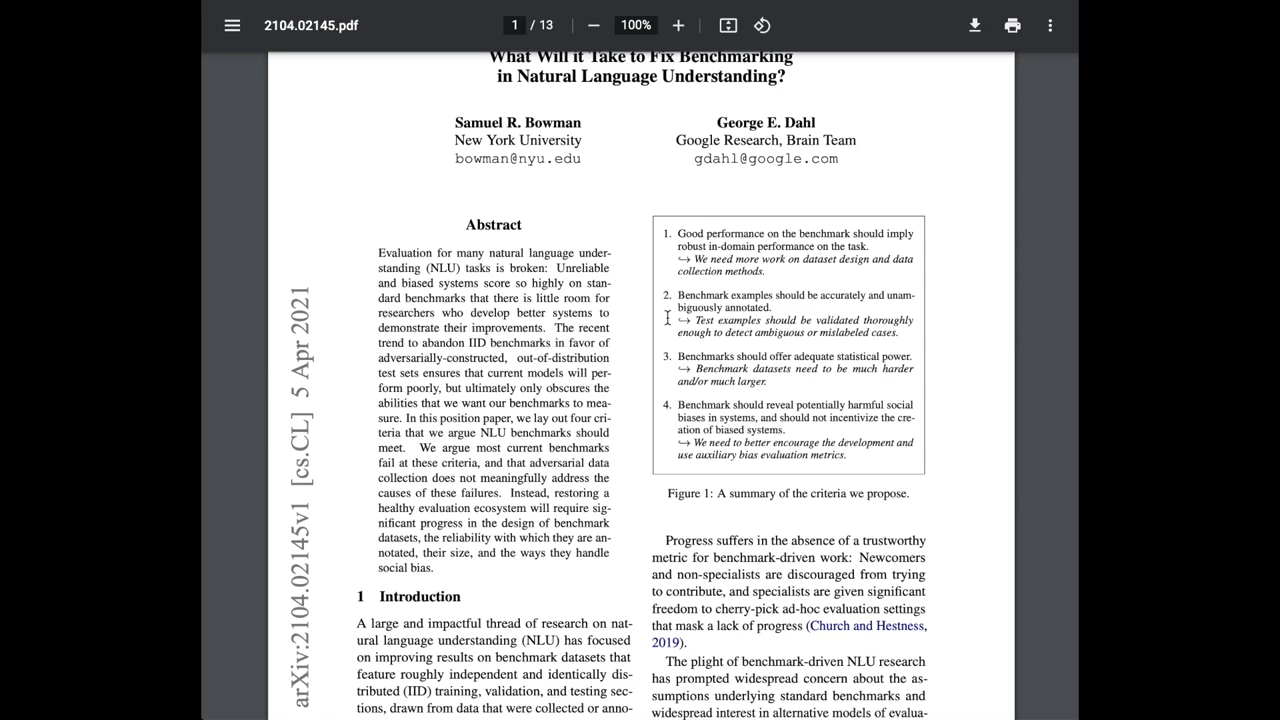 2104.02145.pdf
1 / 13
100%
What Will it Take to Fix Benchmarking
in Natural Language Understanding?
Samuel R. Bowman
New York University
bowman@nyu.edu
George E. Dahl
Google Research, Brain Team
gdahl@google.com
arXiv:2104.02145v1 [cs.CL] 5 Apr 2021
Abstract
Evaluation for many natural language under-
standing (NLU) tasks is broken: Unreliable
and biased systems score so highly on stan-
dard benchmarks that there is little room for
researchers who develop better systems to
demonstrate their improvements. The recent
trend to abandon IID benchmarks in favor of
adversarially-constructed, out-of-distribution
test sets ensures that current models will per-
form poorly, but ultimately only obscures the
abilities that we want our benchmarks to mea-
sure. In this position paper, we lay out four cri-
teria that we argue NLU benchmarks should
meet. We argue most current benchmarks
fail at these criteria, and that adversarial data
collection does not meaningfully address the
causes of these failures. Instead, restoring a
healthy evaluation ecosystem will require sig-
nificant progress in the design of benchmark
datasets, the reliability with which they are an-
notated, their size, and the ways they handle
social bias.
1 Introduction
A large and impactful thread of research on nat-
ural language understanding (NLU) has focused
on improving results on benchmark datasets that
feature roughly independent and identically dis-
tributed (IID) training, validation, and testing sec-
tions, drawn from data that were collected or anno-
1. Good performance on the benchmark should imply
robust in-domain performance on the task.
↪ We need more work on dataset design and data
collection methods.
2. Benchmark examples should be accurately and unam-
biguously annotated.
↪ Test examples should be validated thoroughly
enough to detect ambiguous or mislabeled cases.
3. Benchmarks should offer adequate statistical power.
↪ Benchmark datasets need to be much harder
and/or much larger.
4. Benchmark should reveal potentially harmful social
biases in systems, and should not incentivize the cre-
ation of biased systems.
↪ We need to better encourage the development and
use auxiliary bias evaluation metrics.
Figure 1: A summary of the criteria we propose.
Progress suffers in the absence of a trustworthy
metric for benchmark-driven work: Newcomers
and non-specialists are discouraged from trying
to contribute, and specialists are given significant
freedom to cherry-pick ad-hoc evaluation settings
that mask a lack of progress (Church and Hestness,
2019).
The plight of benchmark-driven NLU research
has prompted widespread concern about the as-
sumptions underlying standard benchmarks and
widespread interest in alternative models of evalua-